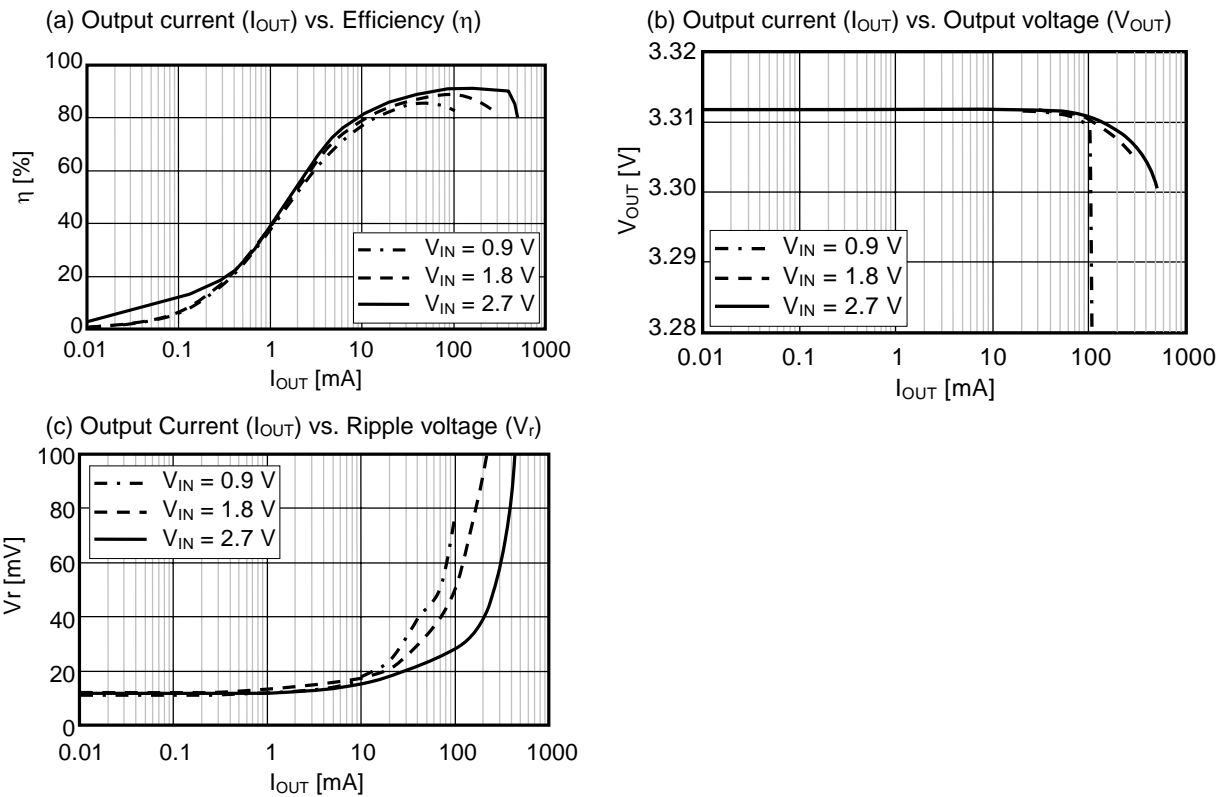 (a) Output current (IOUT) vs. Efficiency (η)
100
80
60
40
20
0
η [%]
0.01 0.1 1 10 100 1000
IOUT [mA]
VIN = 0.9 V
VIN = 1.8 V
VIN = 2.7 V
(b) Output current (IOUT) vs. Output voltage (VOUT)
3.32
3.31
3.30
3.29
3.28
VOUT [V]
0.01 0.1 1 10 100 1000
IOUT [mA]
VIN = 0.9 V
VIN = 1.8 V
VIN = 2.7 V
(c) Output Current (IOUT) vs. Ripple voltage (Vr)
100
80
60
40
20
0
Vr [mV]
0.01 0.1 1 10 100 1000
IOUT [mA]
VIN = 0.9 V
VIN = 1.8 V
VIN = 2.7 V